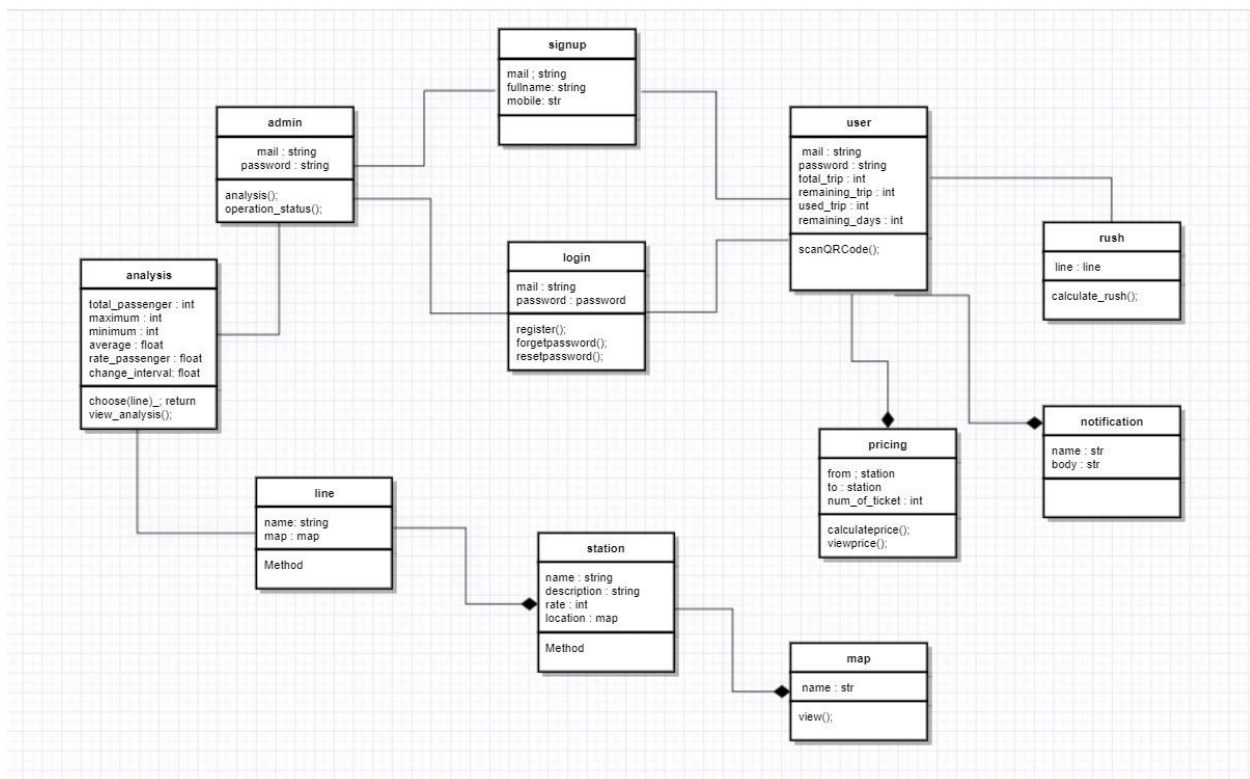 signup
mail ; string
fullname: string
mobile: str
admin
mail : string
password : string
analysis();
operation_status();
user
mail : string
password : string
total_trip : int
remaining_trip : int
used_trip : int
remaining_days : int
scanQRCode();
rush
line : line
calculate_rush();
login
mail : string
password : password
register();
forgetpassword();
resetpassword();
analysis
total_passenger : int
maximum : int
minimum : int
average : float
rate_passenger : float
change_interval: float
choose(line)_; return
view_analysis();
notification
name : str
body : str
pricing
from ; station
to : station
num_of_ticket : int
calculateprice();
viewprice();
line
name: string
map : map
Method
station
name : string
description : string
rate : int
location : map
Method
map
name : str
view();